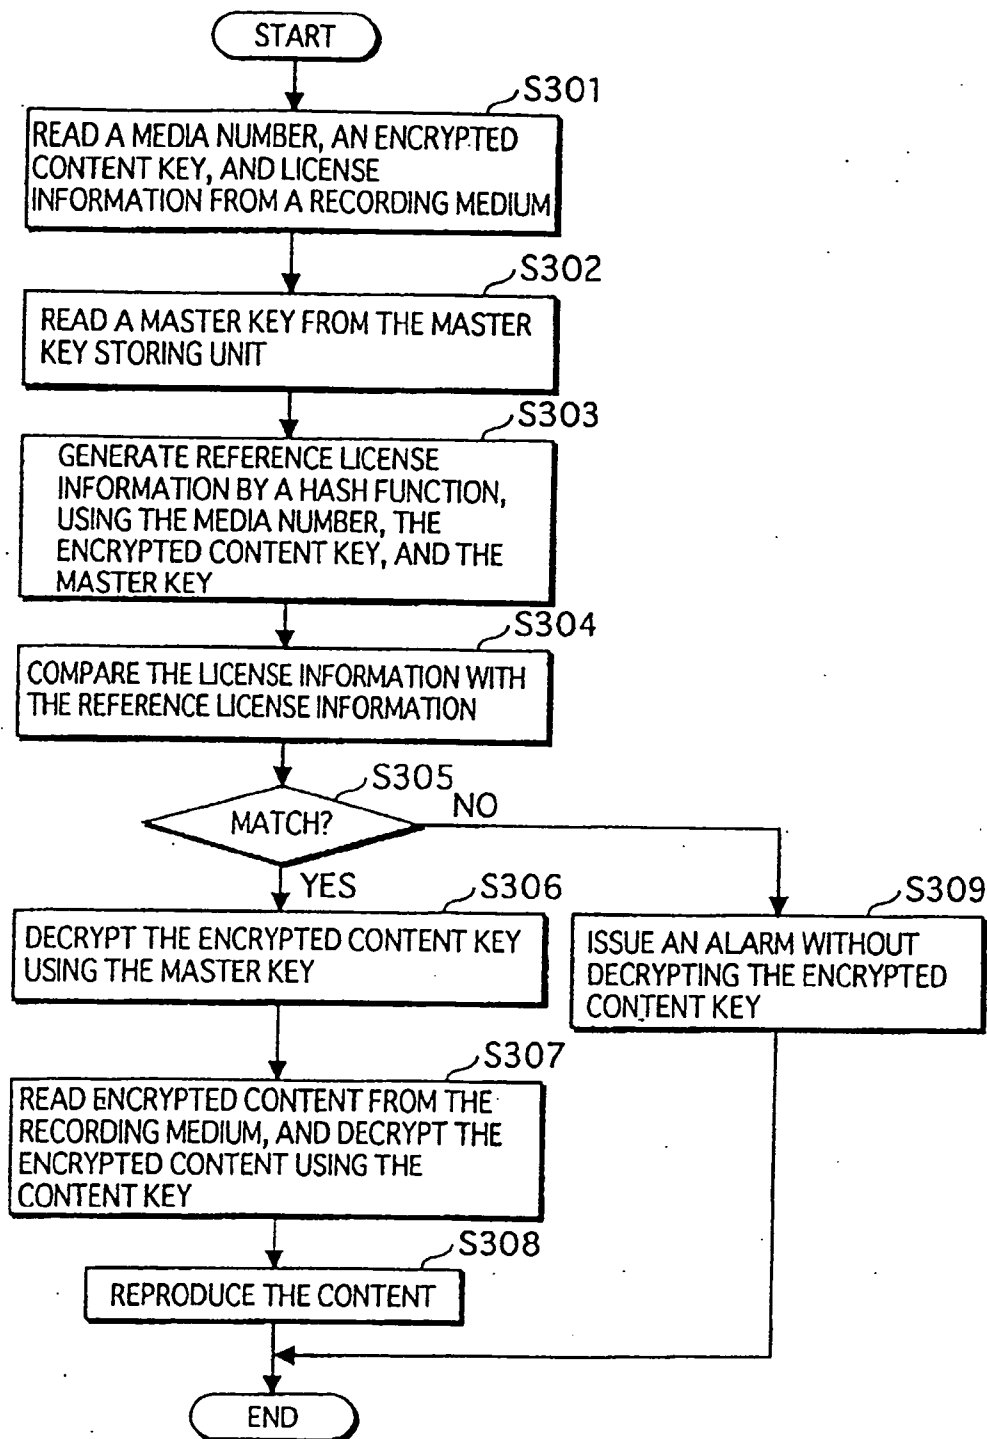 START
S301
READ A MEDIA NUMBER, AN ENCRYPTED
CONTENT KEY, AND LICENSE
INFORMATION FROM A RECORDING MEDIUM
S302
READ A MASTER KEY FROM THE MASTER
KEY STORING UNIT
S303
GENERATE REFERENCE LICENSE
INFORMATION BY A HASH FUNCTION,
USING THE MEDIA NUMBER, THE
ENCRYPTED CONTENT KEY, AND THE
MASTER KEY
S304
COMPARE THE LICENSE INFORMATION WITH
THE REFERENCE LICENSE INFORMATION
S305
MATCH?
NO
YES
S306
DECRYPT THE ENCRYPTED CONTENT KEY
USING THE MASTER KEY
S309
ISSUE AN ALARM WITHOUT
DECRYPTING THE ENCRYPTED
CONTENT KEY
S307
READ ENCRYPTED CONTENT FROM THE
RECORDING MEDIUM, AND DECRYPT THE
ENCRYPTED CONTENT USING THE
CONTENT KEY
S308
REPRODUCE THE CONTENT
END